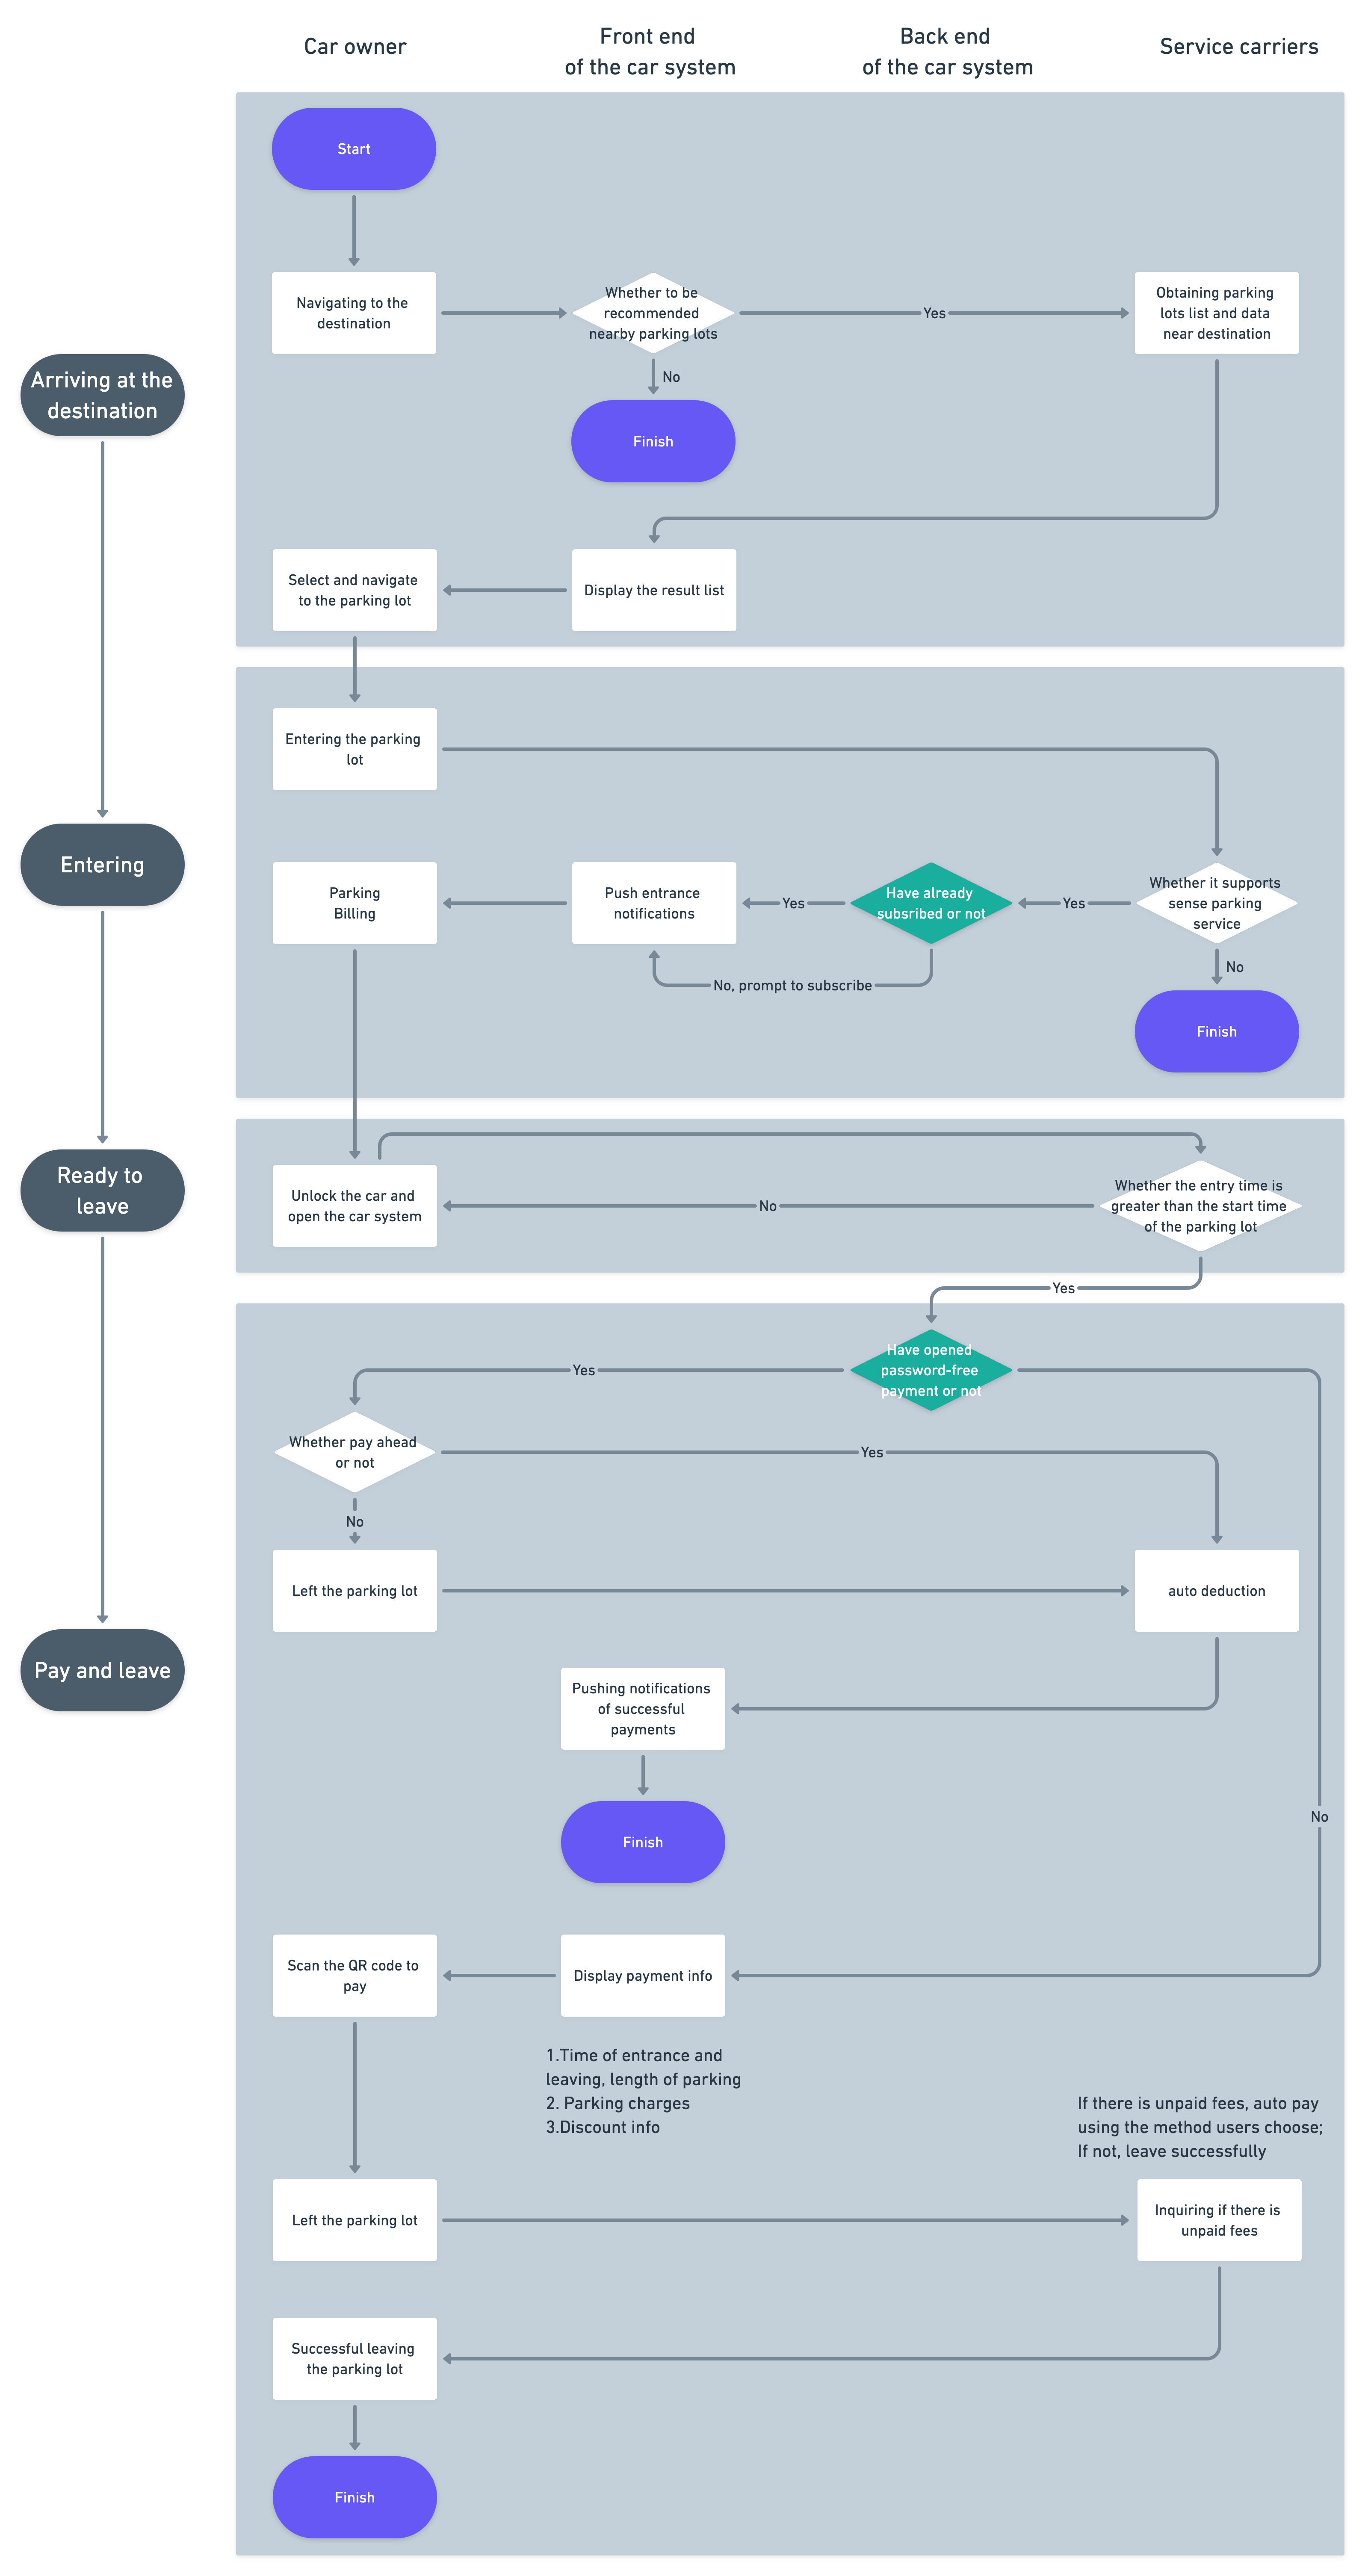 Car owner
Front end
of the car system
Back end
of the car system
Service carriers
Start
Navigating to the
destination
Whether to be
recommended
nearby parking lots
Yes
Obtaining parking
lots list and data
near destination
No
Arriving at the
destination
Finish
Select and navigate
to the parking lot
Display the result list
Entering the parking
lot
Entering
Parking
Billing
Push entrance
notifications
Yes
Have already
subsribed or not
Yes
Whether it supports
sense parking
service
No
No, prompt to subscribe
Finish
Ready to
leave
Unlock the car and
open the car system
No
Whether the entry time is
greater than the start time
of the parking lot
Yes
Have opened
password-free
payment or not
Yes
Whether pay ahead
or not
Yes
No
Left the parking lot
auto deduction
Pay and leave
Pushing notifications
of successful
payments
Finish
No
Scan the QR code to
pay
Display payment info
1.Time of entrance and
leaving, length of parking
2. Parking charges
3.Discount info
If there is unpaid fees, auto pay
using the method users choose;
If not, leave successfully
Left the parking lot
Inquiring if there is
unpaid fees
Successful leaving
the parking lot
Finish